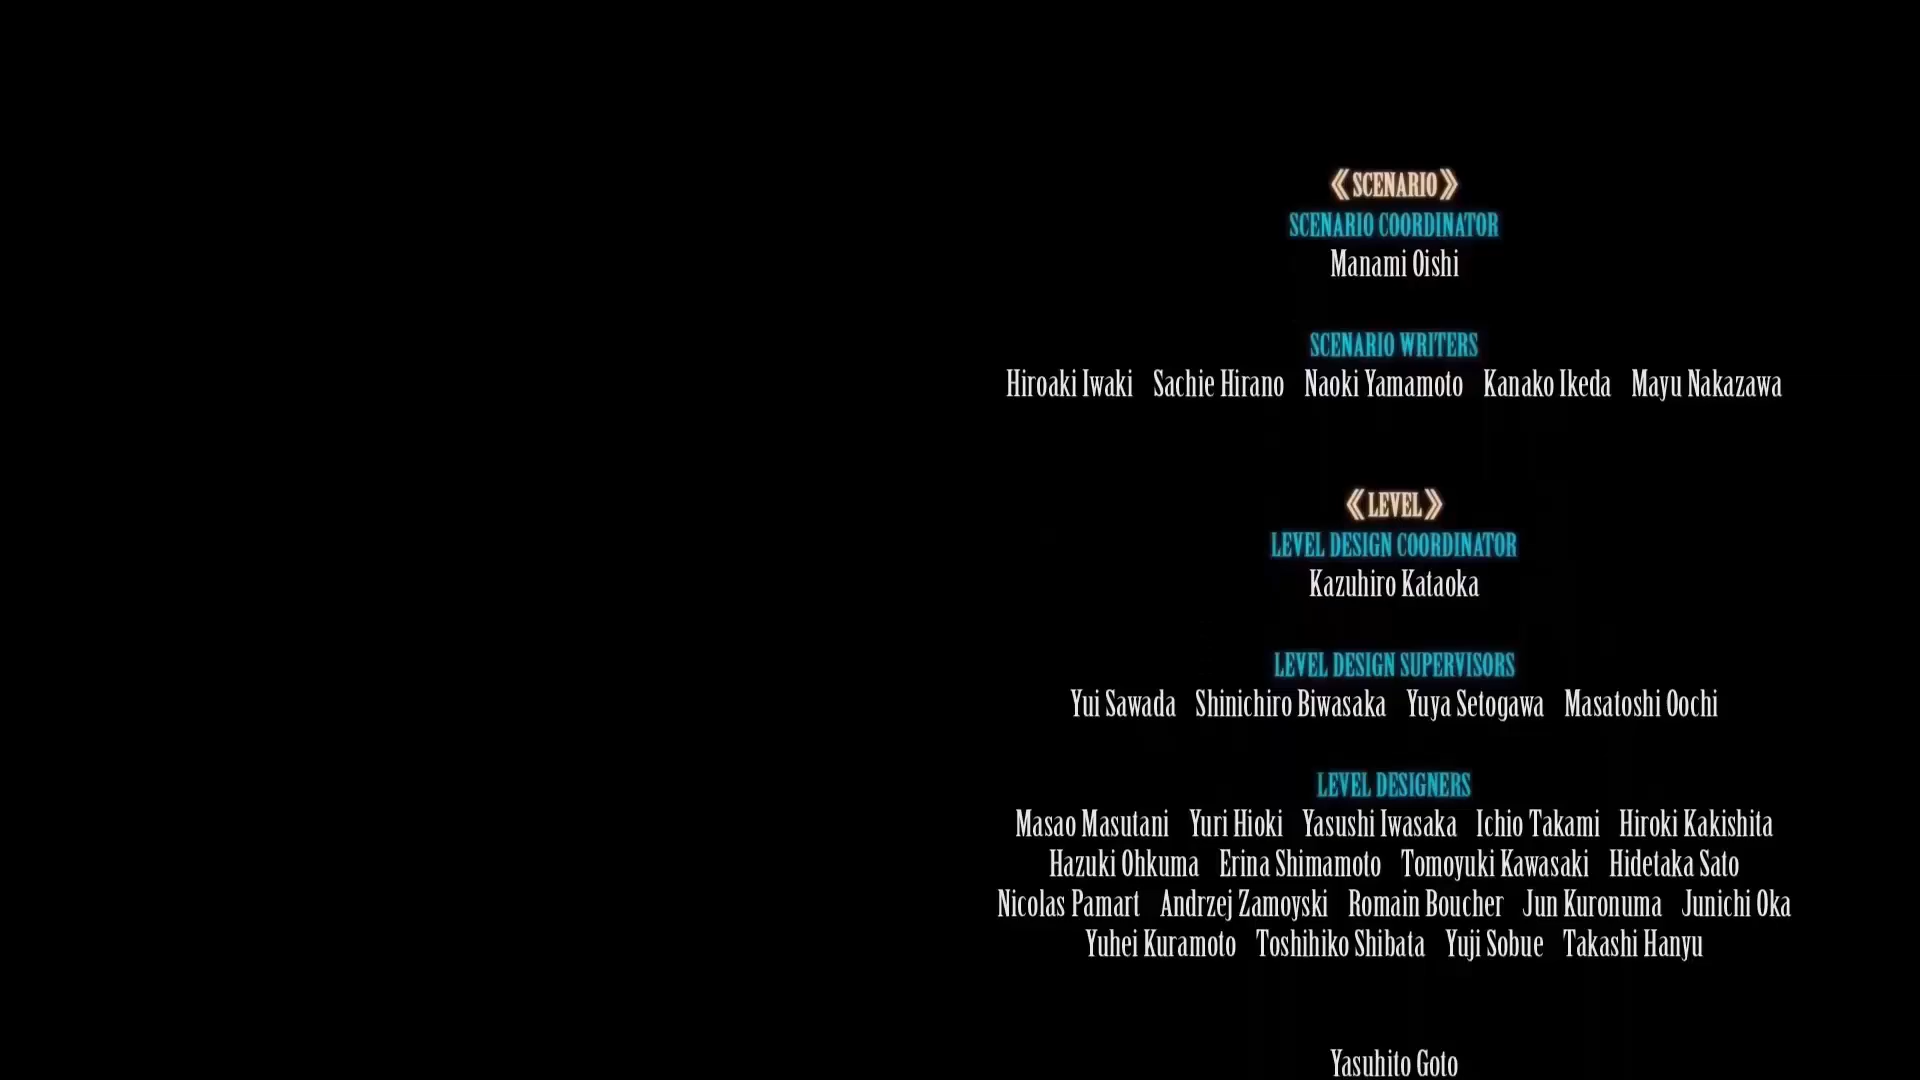 《SCENARIO》
SCENARIO COORDINATOR
Manami Oishi
SCENARIO WRITERS
Hiroaki Iwaki Sachie Hirano Naoki Yamamoto Kanako Ikeda Mayu Nakazawa
《LEVEL》
LEVEL DESIGN COORDINATOR
Kazuhiro Kataoka
LEVEL DESIGN SUPERVISORS
Yui Sawada Shinichiro Biwasaka Yuya Setogawa Masatoshi Oochi
LEVEL DESIGNERS
Masao Masutani Yuri Hioki Yasushi Iwasaka Ichio Takami Hiroki Kakishita
Hazuki Ohkuma Erina Shimamoto Tomoyuki Kawasaki Hidetaka Sato
Nicolas Pamart Andrzej Zamoyski Romain Boucher Jun Kuronuma Junichi Oka
Yuhei Kuramoto Toshihiko Shibata Yuji Sobue Takashi Hanyu
Yasuhito Goto